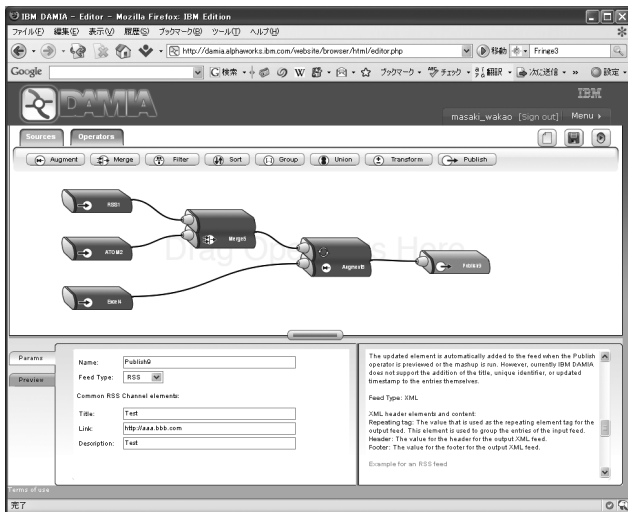 IBM DAMIA - Editor - Mozilla Firefox: IBM Edition
ファイル(F) 編集(E) 表示(V) 履歴(S) ブックマーク(B) ツール(T) ヘルプ(H)
http://damia.alphaworks.ibm.com/website/browser/html/editor.php 移動 Fringe3
Google 検索 W ブックマーク チェック 翻訳 次に送信 » 設定
DAMIA IBM
masaki_wakao [Sign out] Menu
Sources Operators
Augment Merge Filter Sort Group Union Transform Publish
Drag Operators Here
RSS1
Merge3
ATOM2
Excel4
Params
Name:
Feed Type: RSS
Preview
Common RSS Channel elements:
Title: Test
Link: http://aaa.bbb.com
Description: Test
The updated element is automatically added to the feed when the Publish
operator is previewed or the mashup is run. However, currently IBM DAMIA
does not support the addition of the title, unique identifier, or updated
timestamp to the entries themselves.
Feed Type: XML
XML header elements and content:
Repeating tag: The value that is used as the repeating element tag for the
output feed. This element is used to group the entries of the input feed.
Header: The value for the header for the output XML feed.
Footer: The value for the footer for the output XML feed.
Example for an RSS feed
Terms of use
完了